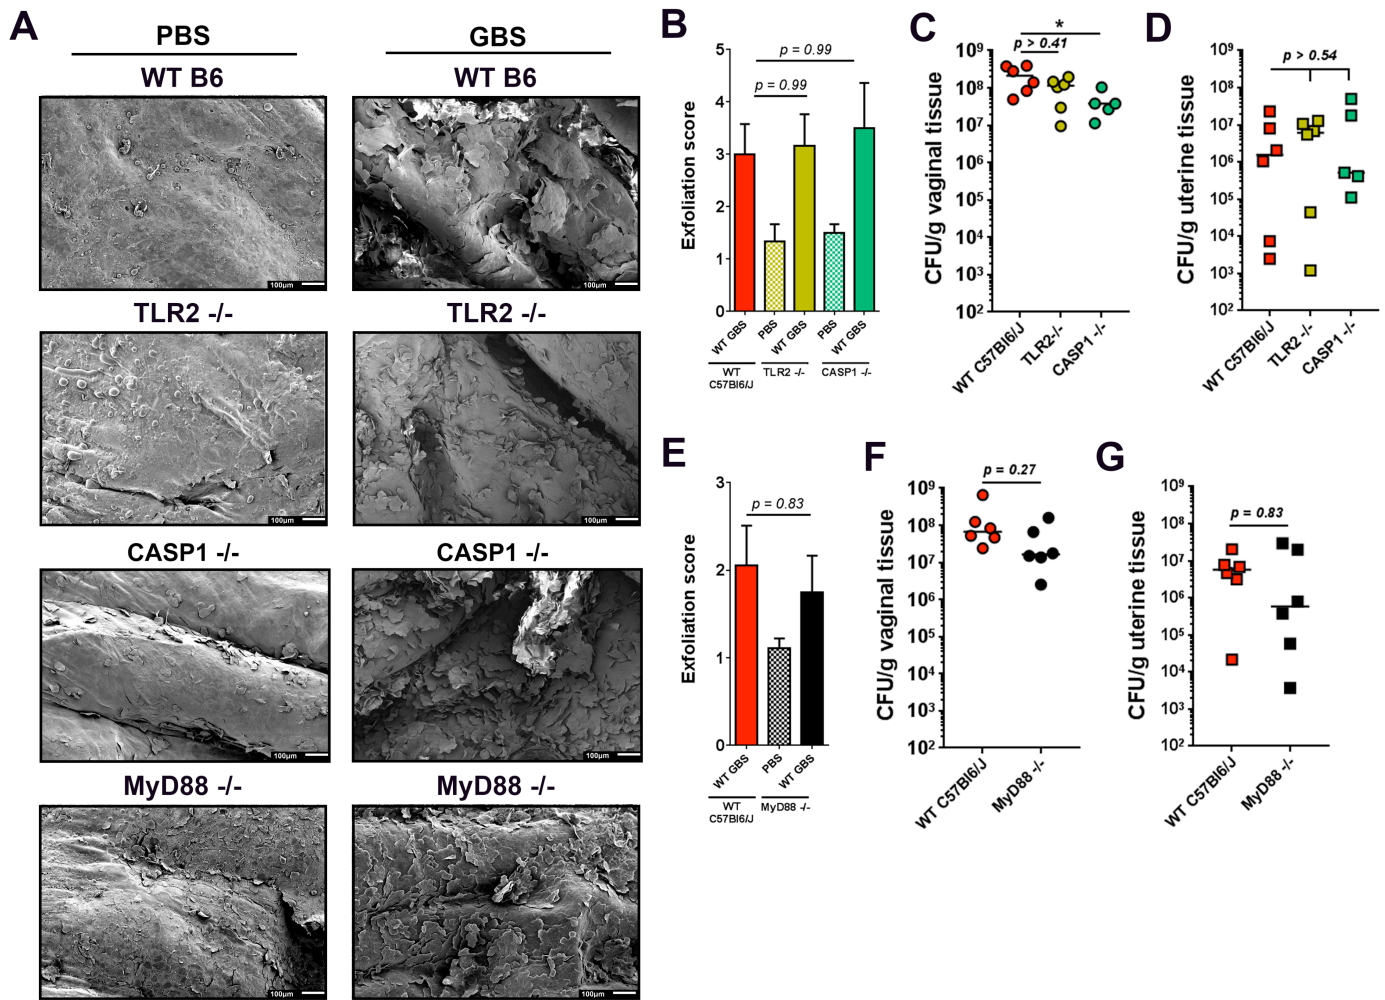 A
PBS
GBS
WT B6
WT B6
100μm
100μm
TLR2 -/-
TLR2 -/-
100μm
100μm
CASP1 -/-
CASP1 -/-
100μm
100μm
MyD88 -/-
MyD88 -/-
100μm
100μm
B
Exfoliation score
5
4
3
2
1
0
p = 0.99
p = 0.99
WT GBS
PBS
WT GBS
PBS
WT GBS
WT
C57Bl6/J
TLR2 -/-
CASP1 -/-
C
CFU/g vaginal tissue
10⁹
10⁸
10⁷
10⁶
10⁵
10⁴
10³
10²
*
p > 0.41
WT C57Bl6/J
TLR2-/-
CASP1 -/-
D
CFU/g uterine tissue
10⁹
10⁸
10⁷
10⁶
10⁵
10⁴
10³
10²
p > 0.54
WT C57Bl6/J
TLR2 -/-
CASP1 -/-
E
Exfoliation score
3
2
1
0
p = 0.83
WT GBS
PBS
WT GBS
WT
C57Bl6/J
MyD88 -/-
F
CFU/g vaginal tissue
10⁹
10⁸
10⁷
10⁶
10⁵
10⁴
10³
10²
p = 0.27
WT C57Bl6/J
MyD88 -/-
G
CFU/g uterine tissue
10⁹
10⁸
10⁷
10⁶
10⁵
10⁴
10³
10²
p = 0.83
WT C57Bl6/J
MyD88 -/-